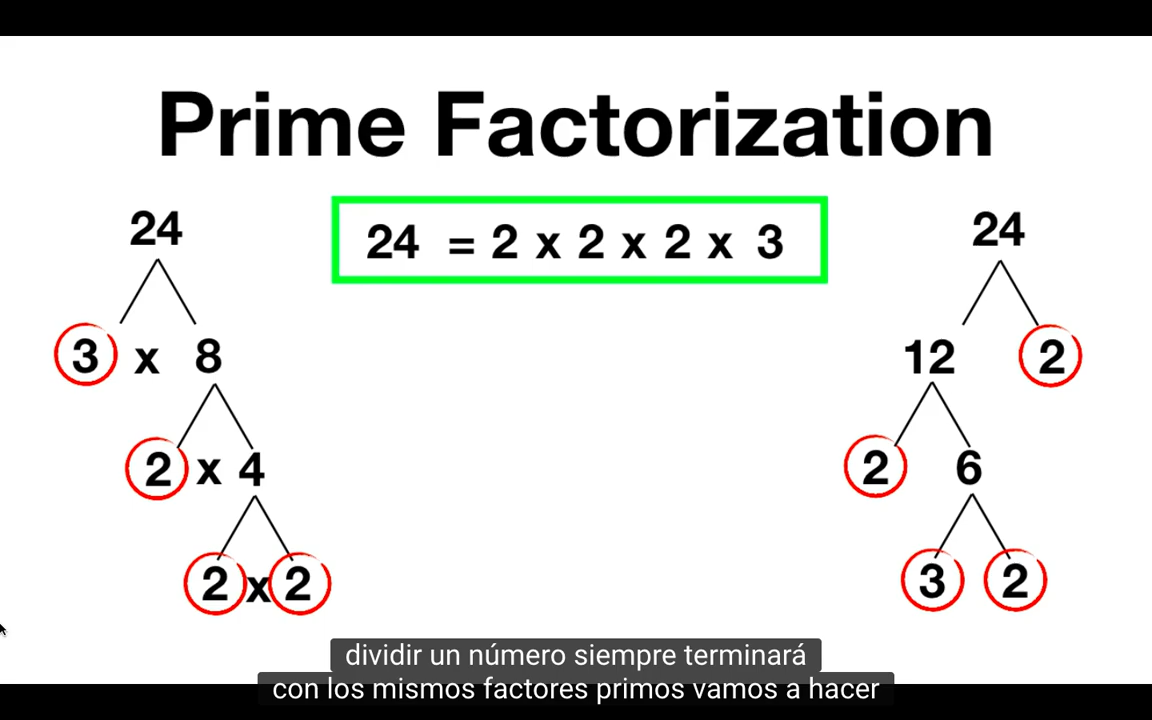 Prime Factorization
24 = 2 x 2 x 2 x 3
24
3 x 8
2 x 4
2 x 2
24
12 2
2 6
3 2
dividir un número siempre terminará
con los mismos factores primos vamos a hacer